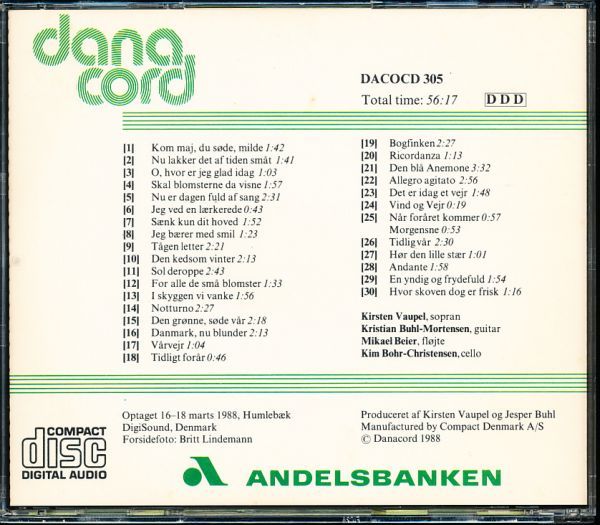 dana
cord
DACOCD 305
Total time: 56:17 DDD
[1] Kom maj, du søde, milde 1:42
[2] Nu lakker det af tiden småt 1:41
[3] O, hvor er jeg glad idag 1:03
[4] Skal blomsterne da visne 1:57
[5] Nu er dagen fuld af sang 2:31
[6] Jeg ved en lærkerede 0:43
[7] Sænk kun dit hoved 1:52
[8] Jeg bærer med smil 1:23
[9] Tågen letter 2:21
[10] Den kedsom vinter 2:13
[11] Sol deroppe 2:43
[12] For alle de små blomster 1:33
[13] I skyggen vi vanke 1:56
[14] Notturno 2:27
[15] Den grønne, søde vår 2:18
[16] Danmark, nu blunder 2:13
[17] Vårvejr 1:04
[18] Tidligt forår 0:46
[19] Bogfinken 2:27
[20] Ricordanza 1:13
[21] Den blå Anemone 3:32
[22] Allegro agitato 2:56
[23] Det er idag et vejr 1:48
[24] Vind og Vejr 0:19
[25] Når foråret kommer 0:57
Morgensne 0:53
[26] Tidlig vår 2:30
[27] Hør den lille stær 1:01
[28] Andante 1:58
[29] En yndig og frydefuld 1:54
[30] Hvor skoven dog er frisk 1:16
Kirsten Vaupel, sopran
Kristian Buhl-Mortensen, guitar
Mikael Beier, fløjte
Kim Bohr-Christensen, cello
COMPACT
disc
DIGITAL AUDIO
Optaget 16–18 marts 1988, Humlebæk
DigiSound, Denmark
Forsidefoto: Britt Lindemann
Produceret af Kirsten Vaupel og Jesper Buhl
Manufactured by Compact Denmark A/S
© Danacord 1988
ANDELSBANKEN